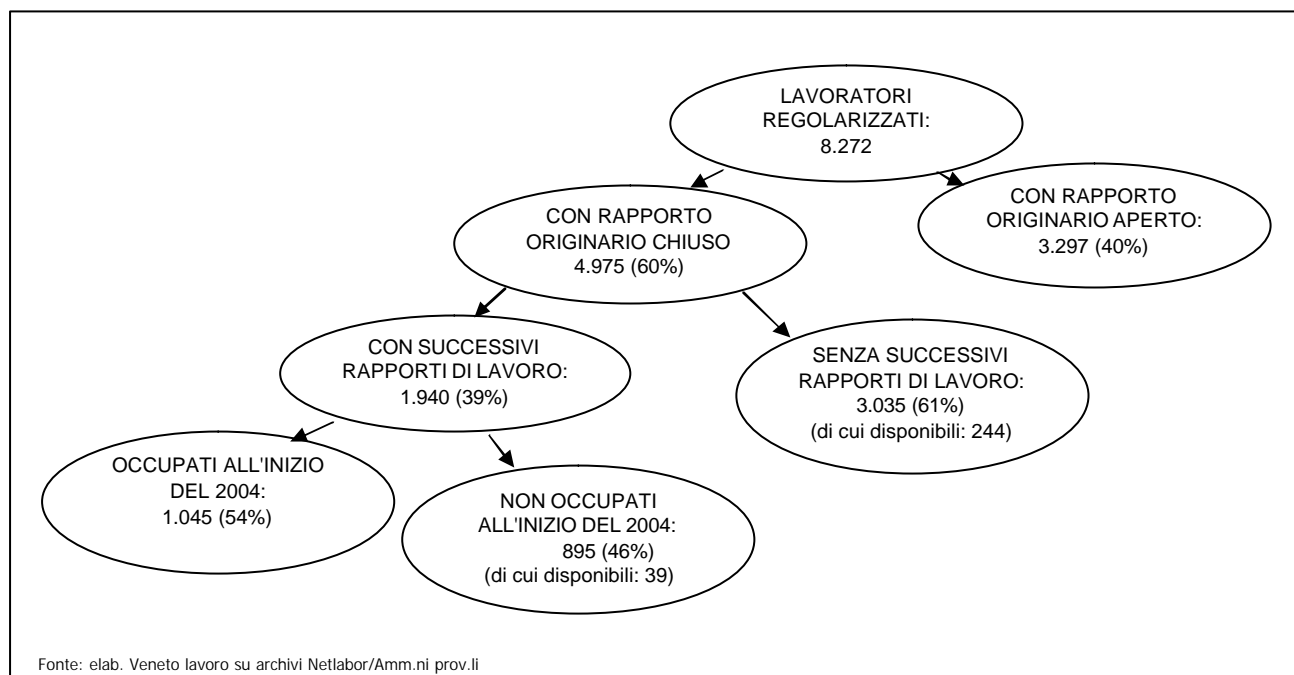 LAVORATORI
REGOLARIZZATI:
8.272
CON RAPPORTO
ORIGINARIO APERTO:
3.297 (40%)
CON RAPPORTO
ORIGINARIO CHIUSO
4.975 (60%)
CON SUCCESSIVI
RAPPORTI DI LAVORO:
1.940 (39%)
SENZA SUCCESSIVI
RAPPORTI DI LAVORO:
3.035 (61%)
(di cui disponibili: 244)
OCCUPATI ALL'INIZIO
DEL 2004:
1.045 (54%)
NON OCCUPATI
ALL'INIZIO DEL 2004:
895 (46%)
(di cui disponibili: 39)
Fonte: elab. Veneto lavoro su archivi Netlabor/Amm.ni prov.li